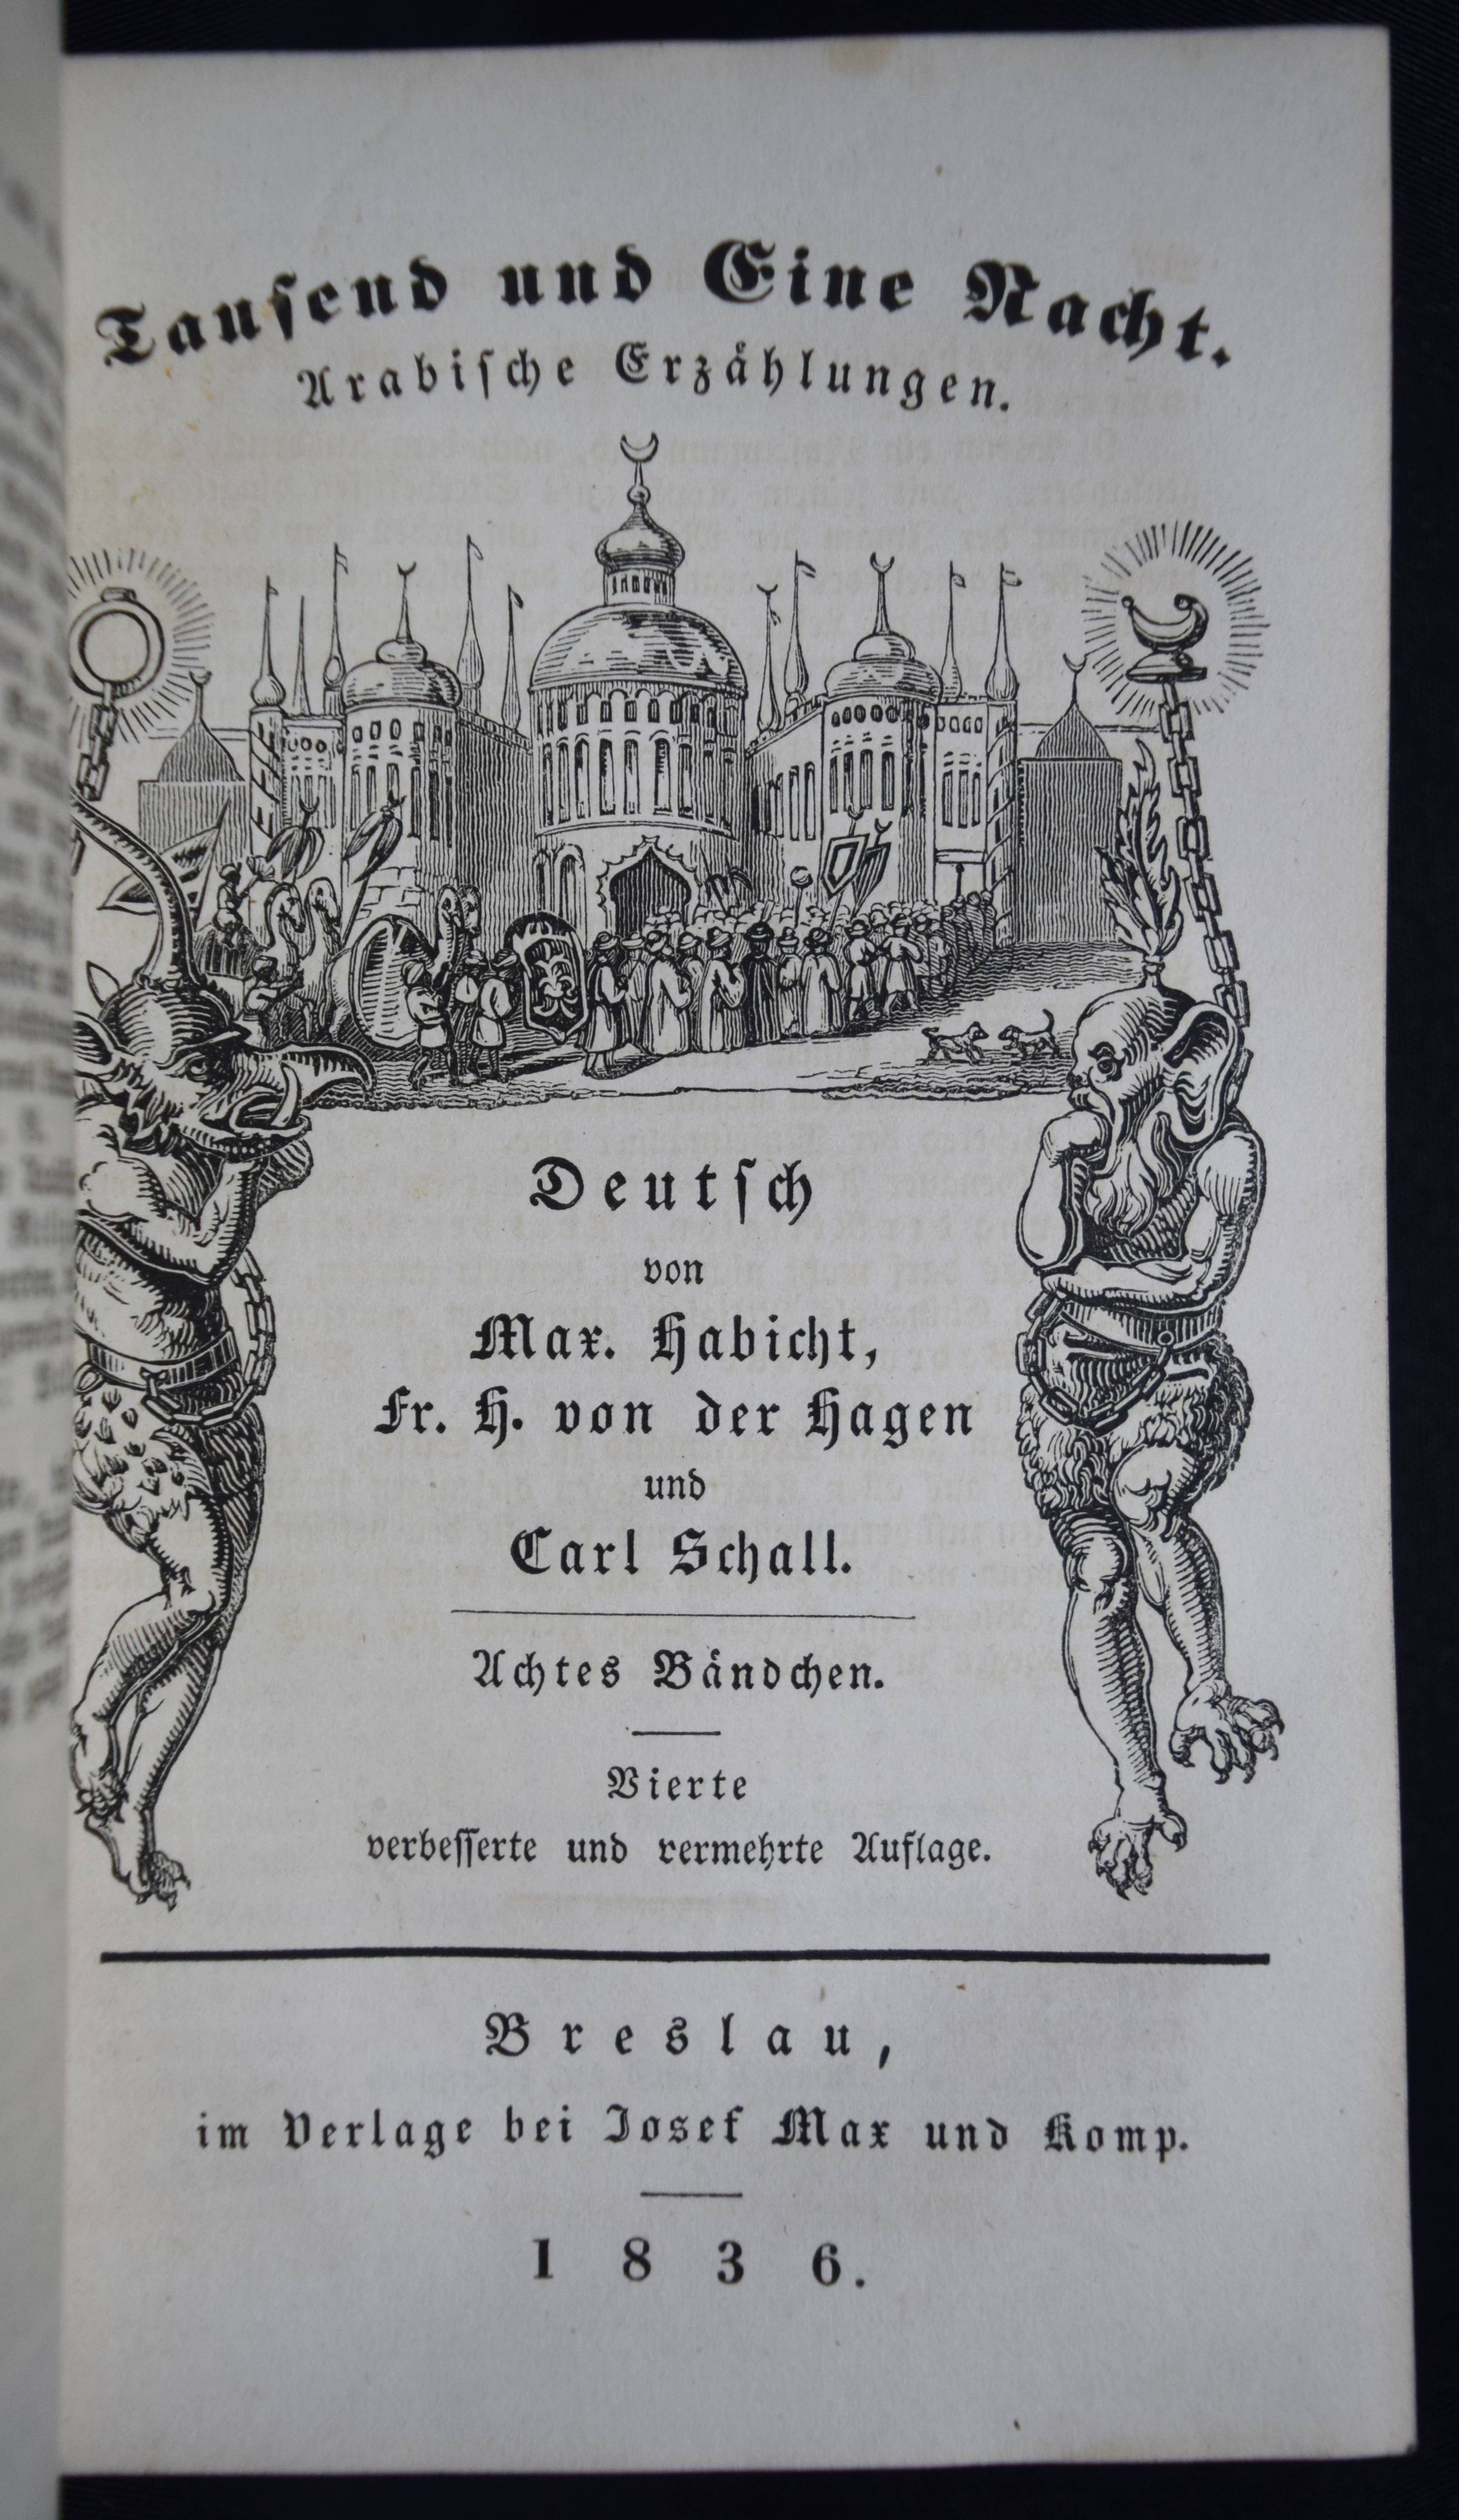 Tausend und Eine Nacht.
Arabische Erzählungen.
Deutsch
von
Max. Habicht,
Fr. H. von der Hagen
und
Carl Schall.
Achtes Bändchen.
Vierte
verbesserte und vermehrte Auflage.
Breslau,
im Verlage bei Josef Max und Komp.
1836.